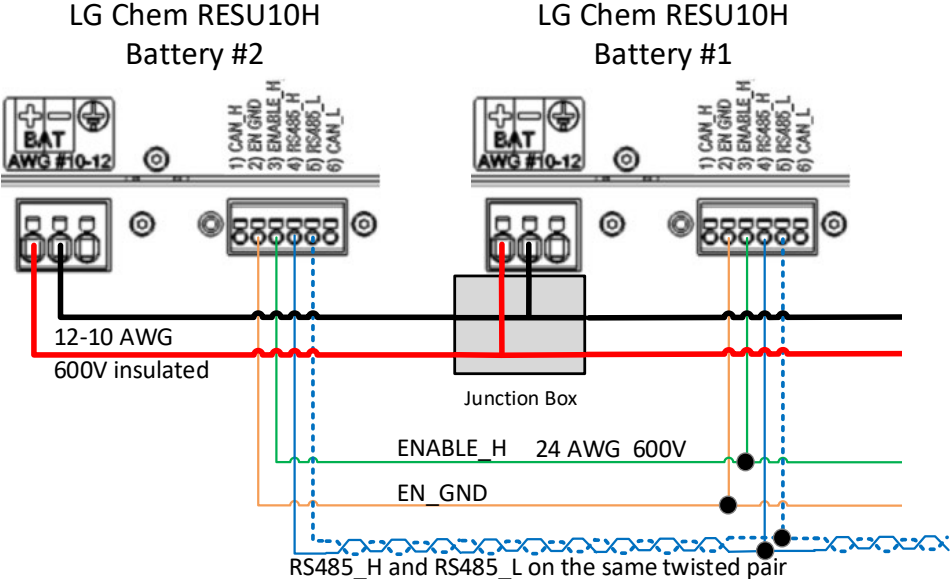 LG Chem RESU10H
Battery #2
LG Chem RESU10H
Battery #1
+ -
BAT
AWG #10-12
1) CAN_H
2) EN GND
3) ENABLE_H
4) RS485_H
5) RS485_L
6) CAN_L
+ -
BAT
AWG #10-12
1) CAN_H
2) EN GND
3) ENABLE_H
4) RS485_H
5) RS485_L
6) CAN_L
12-10 AWG
600V insulated
Junction Box
ENABLE_H 24 AWG 600V
EN_GND
RS485_H and RS485_L on the same twisted pair